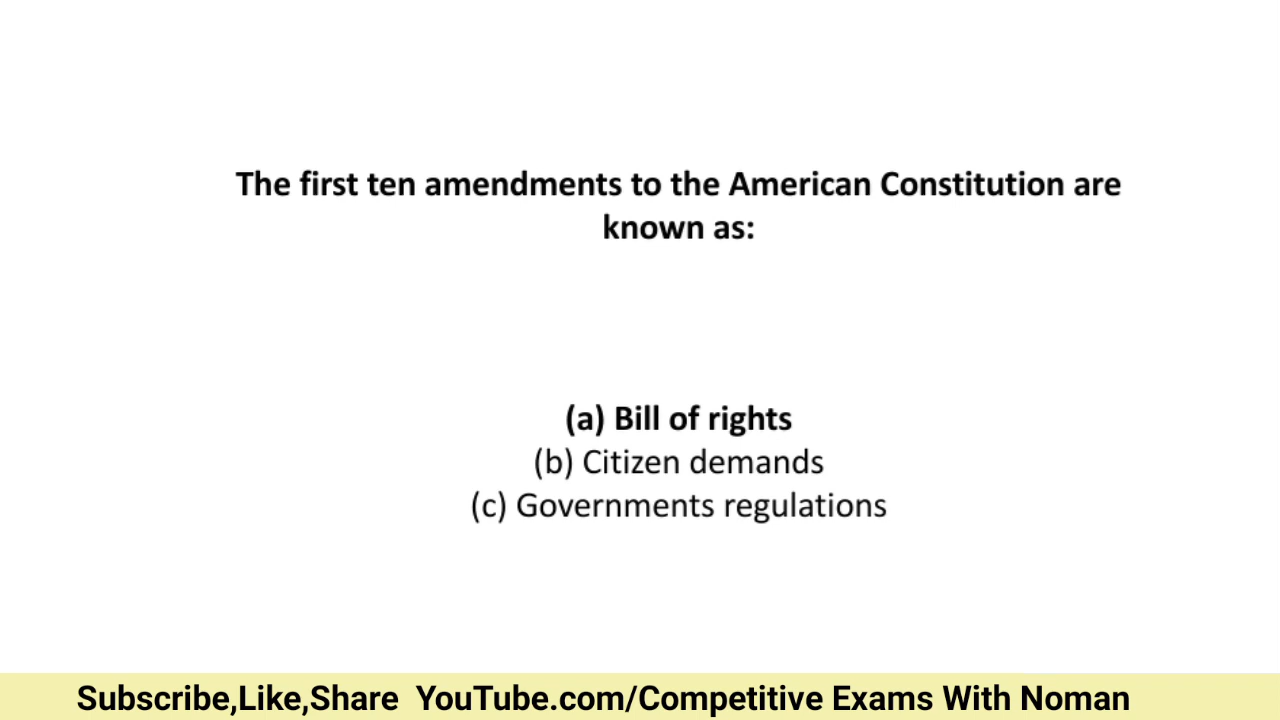 The first ten amendments to the American Constitution are
known as:
(a) Bill of rights
(b) Citizen demands
(c) Governments regulations
Subscribe,Like,Share YouTube.com/Competitive Exams With Noman